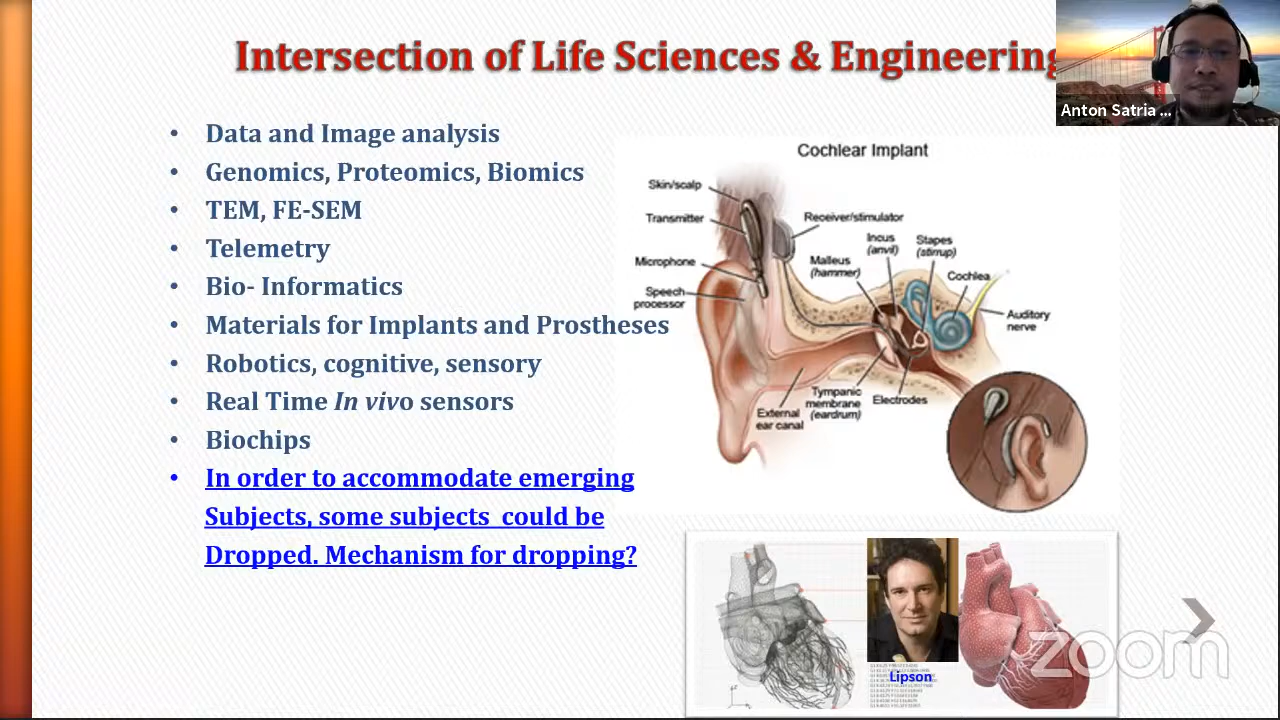 Intersection of Life Sciences & Engineering
Anton Satria ...
• Data and Image analysis
• Genomics, Proteomics, Biomics
• TEM, FE-SEM
• Telemetry
• Bio- Informatics
• Materials for Implants and Prostheses
• Robotics, cognitive, sensory
• Real Time In vivo sensors
• Biochips
• In order to accommodate emerging
Subjects, some subjects could be
Dropped. Mechanism for dropping?
Cochlear Implant
Skin/scalp
Transmitter
Microphone
Speech
processor
Receiver/stimulator
Incus
(anvil)
Stapes
(stirrup)
Malleus
(hammer)
Cochlea
Auditory
nerve
Tympanic
membrane
(eardrum)
Electrodes
External
ear canal
Lipson
zoom